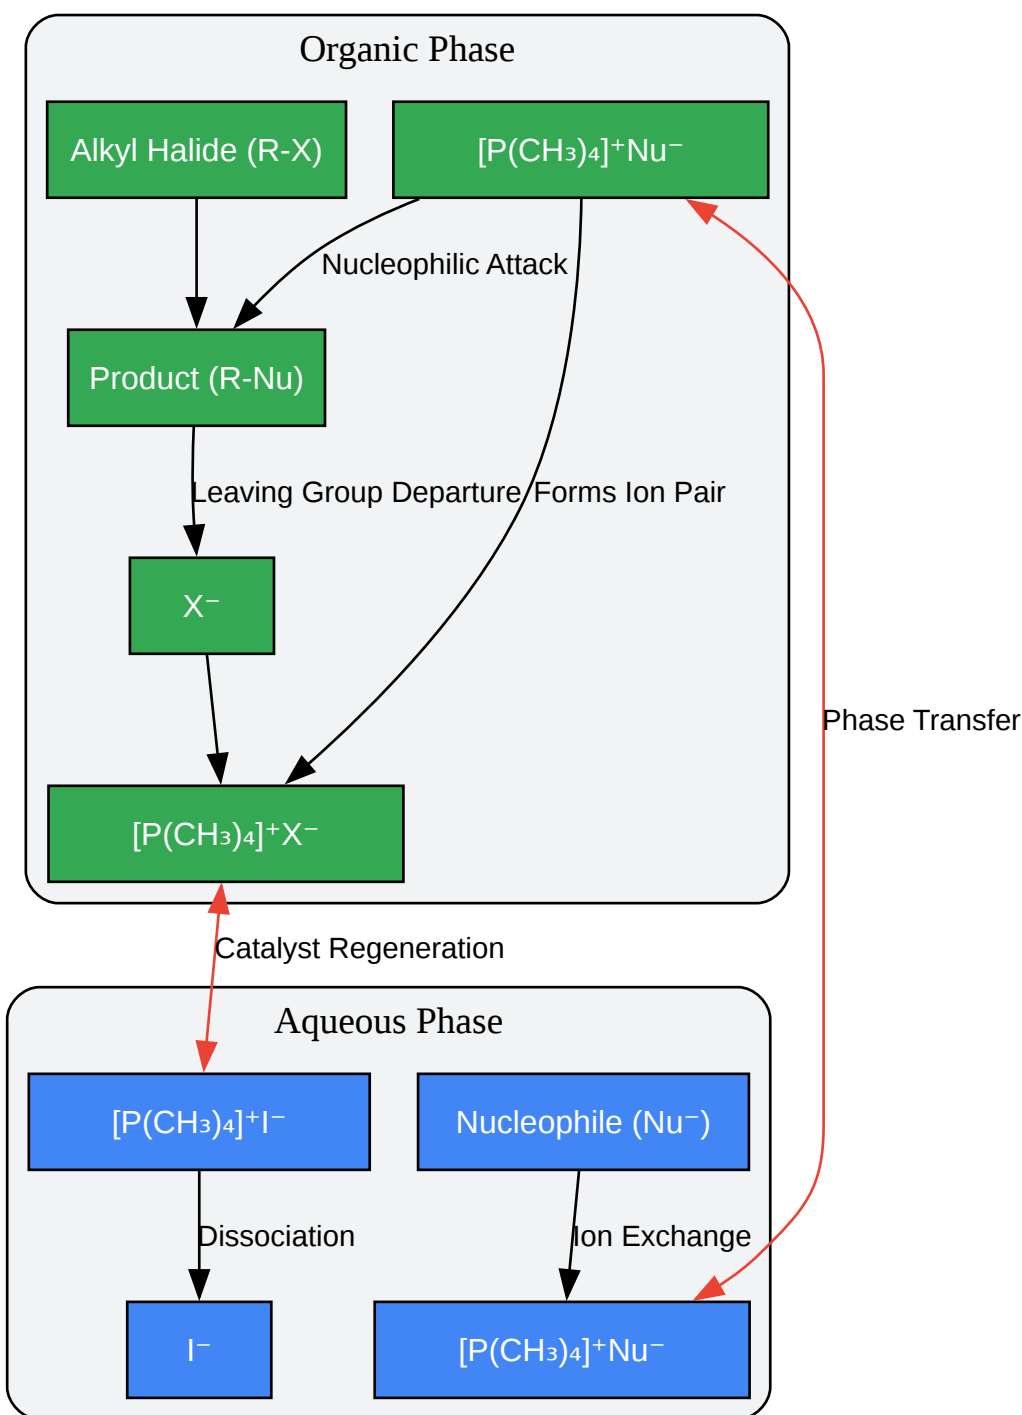 Organic Phase
Alkyl Halide (R-X)
[P(CH₃)₄]⁺Nu⁻
Nucleophilic Attack
Product (R-Nu)
Leaving Group Departure
Forms Ion Pair
X⁻
Phase Transfer
[P(CH₃)₄]⁺X⁻
Catalyst Regeneration
Aqueous Phase
[P(CH₃)₄]⁺I⁻
Nucleophile (Nu⁻)
Dissociation
Ion Exchange
I⁻
[P(CH₃)₄]⁺Nu⁻